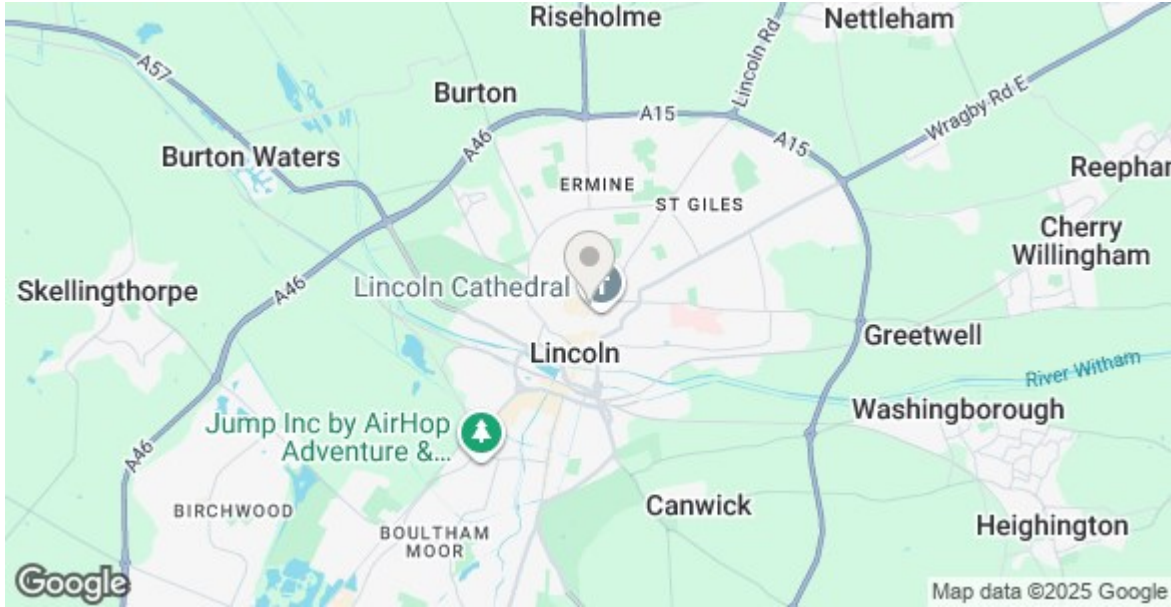 Riseholme
Nettleham
A57
Burton
Lincoln Rd
A15
Wragby Rd E
A46
A15
Burton Waters
Reephar
ERMINE
ST GILES
Cherry
Willingham
Skellingthorpe
A46
Lincoln Cathedral
Greetwell
Lincoln
River Witham
Washingborough
Jump Inc by AirHop
Adventure &...
A46
Canwick
BIRCHWOOD
BOULTHAM
MOOR
Heighington
Google
Map data ©2025 Google